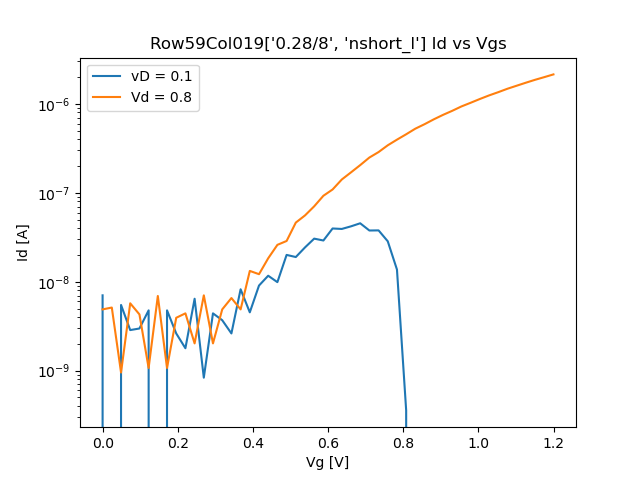 Row59Col019['0.28/8', 'nshort_l'] Id vs Vgs
vD = 0.1
Vd = 0.8
10⁻⁶
10⁻⁷
10⁻⁸
10⁻⁹
Id [A]
0.0 0.2 0.4 0.6 0.8 1.0 1.2
Vg [V]